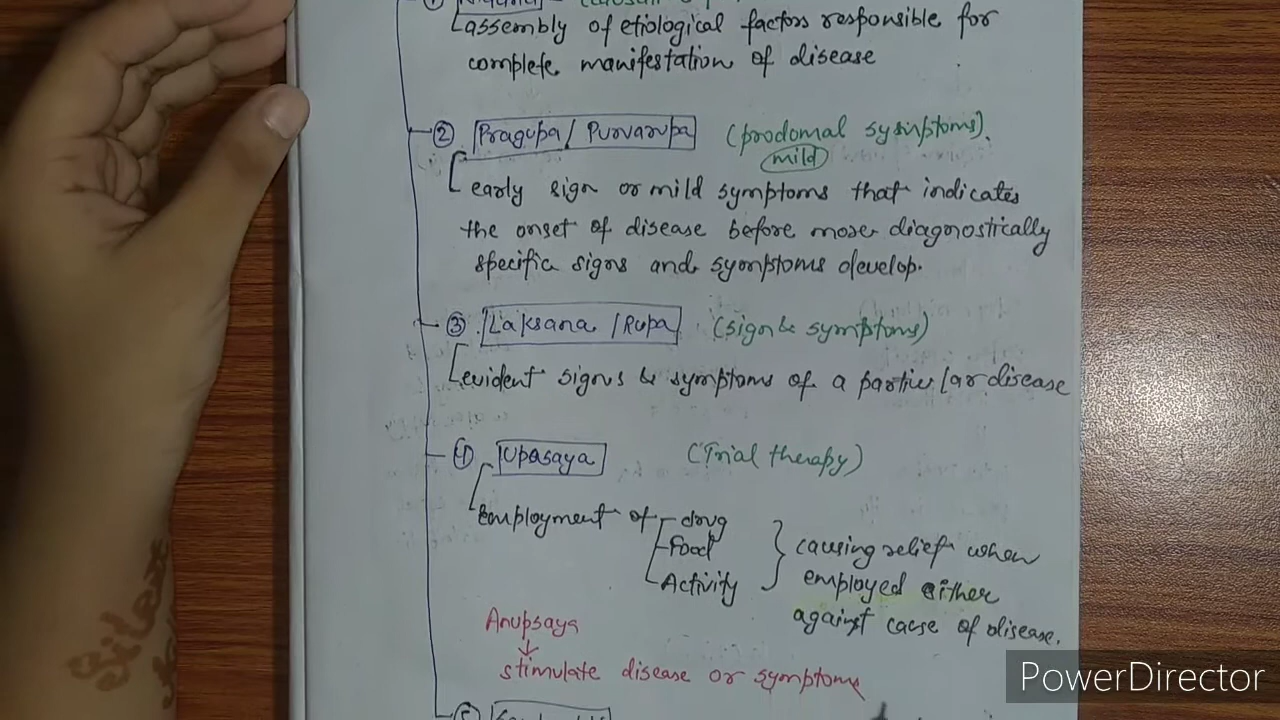 assembly of etiological factors responsible for
complete manifestation of disease
② Pragupa / Purvarupa (prodomal symptoms).
mild
early sign or mild symptoms that indicates
the onset of disease before more diagnostically
specific signs and symptoms develop.
③ Laksana / Rupa (sign & symptoms)
evident signs & symptoms of a particular disease
④ Upasaya (Trial therapy)
Employment of drug
Food
Activity
causing relief when
employed either
against cause of disease.
Anupsaya
↓
stimulate disease or symptoms
PowerDirector